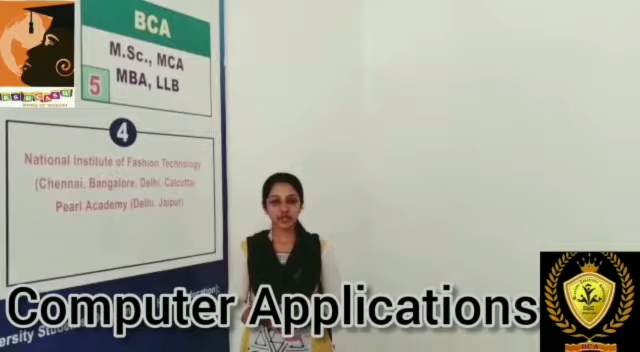 BCA
M.Sc., MCA
MBA, LLB
5
4
National Institute of Fashion Technology
(Chennai, Bangalore, Delhi, Calcutta)
Pearl Academy (Delhi, Jaipur)
Computer Applications
BCA